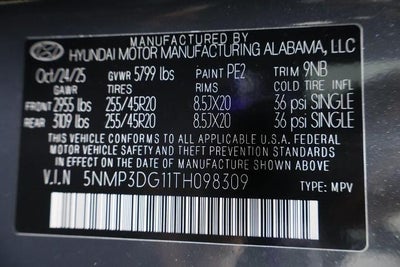 MANUFACTURED BY
HYUNDAI MOTOR MANUFACTURING ALABAMA, LLC
Oct/24/25 GVWR 5799 lbs PAINT PE2 TRIM 9NB
GAWR TIRES RIMS COLD TIRE INFL
FRONT 2955 lbs 255/45R20 8.5JX20 36 psi SINGLE
REAR 3109 lbs 255/45R20 8.5JX20 36 psi SINGLE
THIS VEHICLE CONFORMS TO ALL APPLICABLE U.S.A. FEDERAL
MOTOR VEHICLE SAFETY AND THEFT PREVENTION STANDARDS
IN EFFECT ON THE DATE OF MANUFACTURE SHOWN ABOVE.
V.I.N 5NMP3DG11TH098309 TYPE: MPV